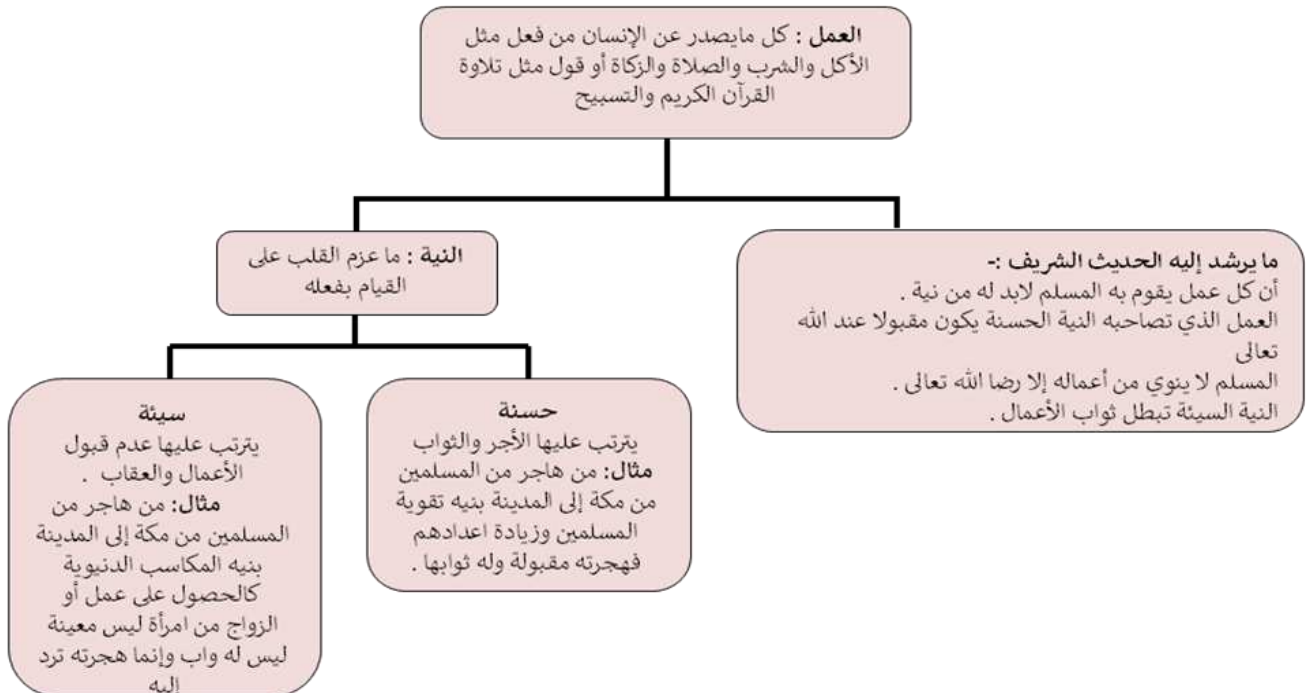 العمل : كل مايصدر عن الإنسان من فعل مثل
الأكل والشرب والصلاة والزكاة أو قول مثل تلاوة
القرآن الكريم والتسبيح
ما يرشد إليه الحديث الشريف :-
أن كل عمل يقوم به المسلم لابد له من نية .
العمل الذي تصاحبه النية الحسنة يكون مقبولا عند الله
تعالى
المسلم لا ينوي من أعماله إلا رضا الله تعالى .
النية السيئة تبطل ثواب الأعمال .
النية : ما عزم القلب على
القيام بفعله
حسنة
يترتب عليها الأجر والثواب
مثال: من هاجر من المسلمين
من مكة إلى المدينة بنيه تقوية
المسلمين وزيادة اعدادهم
فهجرته مقبولة وله ثوابها .
سيئة
يترتب عليها عدم قبول
الأعمال والعقاب .
مثال: من هاجر من
المسلمين من مكة إلى المدينة
بنيه المكاسب الدنيوية
كالحصول على عمل أو
الزواج من امرأة ليس معينة
ليس له واب وإنما هجرته ترد
إليه